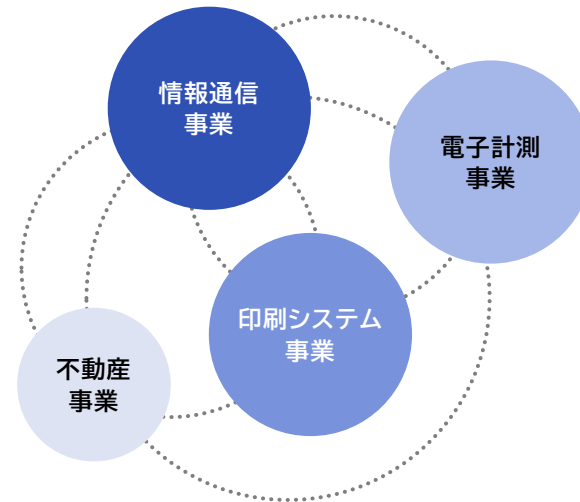 情報通信
事業
電子計測
事業
印刷システム
事業
不動産
事業